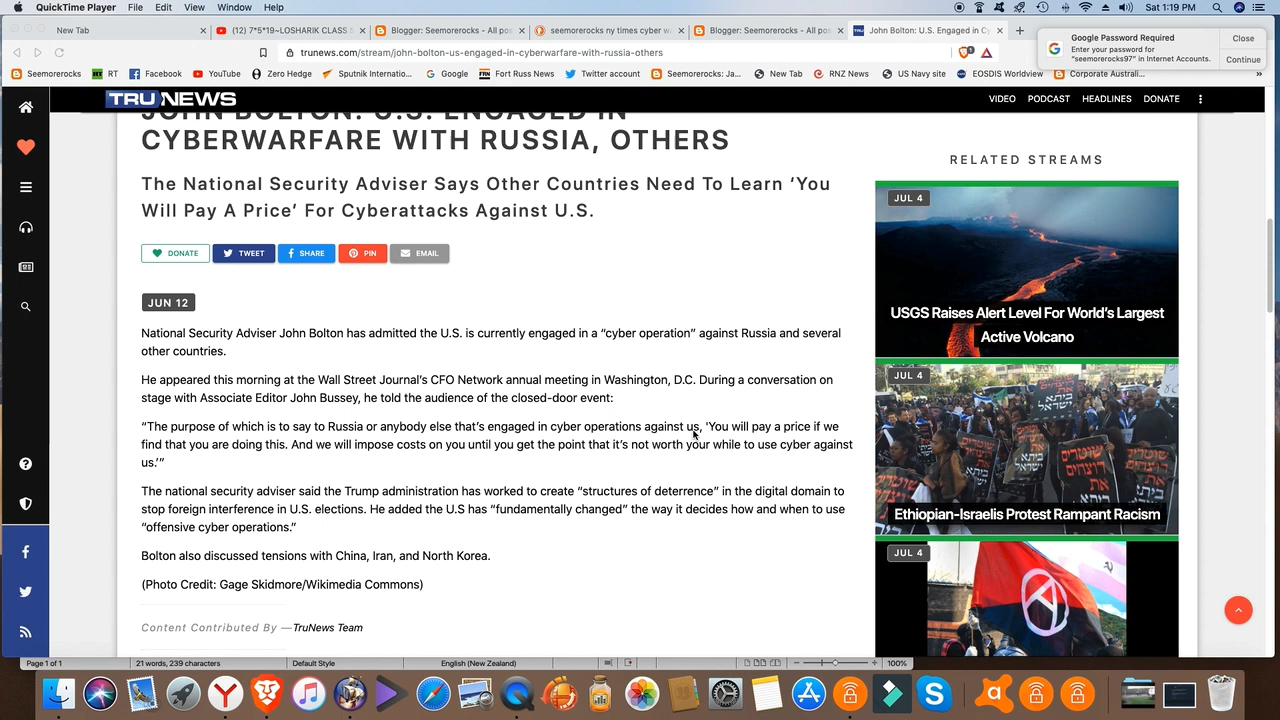 QuickTime Player File Edit View Window Help
Sat 1:19 PM
New Tab
(12) 7*5*19~LOSHARIK CLASS
Blogger: Seemorerocks - All pos
seemorerocks ny times cyber w
Blogger: Seemorerocks - All pos
John Bolton: U.S. Engaged in Cy
trunews.com/stream/john-bolton-us-engaged-in-cyberwarfare-with-russia-others
Google Password Required
Enter your password for
"seemorerocks97" in Internet Accounts.
Close
Continue
Seemorerocks RT Facebook YouTube Zero Hedge Sputnik Internatio... Google Fort Russ News Twitter account Seemorerocks: Ja... New Tab RNZ News US Navy site EOSDIS Worldview Corporate Australi... »
TRUNEWS
VIDEO PODCAST HEADLINES DONATE
JOHN BOLTON: U.S. ENGAGED IN
CYBERWARFARE WITH RUSSIA, OTHERS
The National Security Adviser Says Other Countries Need To Learn ‘You
Will Pay A Price’ For Cyberattacks Against U.S.
DONATE TWEET SHARE PIN EMAIL
JUN 12
National Security Adviser John Bolton has admitted the U.S. is currently engaged in a “cyber operation” against Russia and several
other countries.
He appeared this morning at the Wall Street Journal’s CFO Network annual meeting in Washington, D.C. During a conversation on
stage with Associate Editor John Bussey, he told the audience of the closed-door event:
“The purpose of which is to say to Russia or anybody else that’s engaged in cyber operations against us, ‘You will pay a price if we
find that you are doing this. And we will impose costs on you until you get the point that it’s not worth your while to use cyber against
us.’”
The national security adviser said the Trump administration has worked to create “structures of deterrence” in the digital domain to
stop foreign interference in U.S. elections. He added the U.S has “fundamentally changed” the way it decides how and when to use
“offensive cyber operations.”
Bolton also discussed tensions with China, Iran, and North Korea.
(Photo Credit: Gage Skidmore/Wikimedia Commons)
Content Contributed By —TruNews Team
RELATED STREAMS
JUL 4
USGS Raises Alert Level For World’s Largest
Active Volcano
JUL 4
Ethiopian-Israelis Protest Rampant Racism
JUL 4
Page 1 of 1
21 words, 239 characters
Default Style
English (New Zealand)
100%